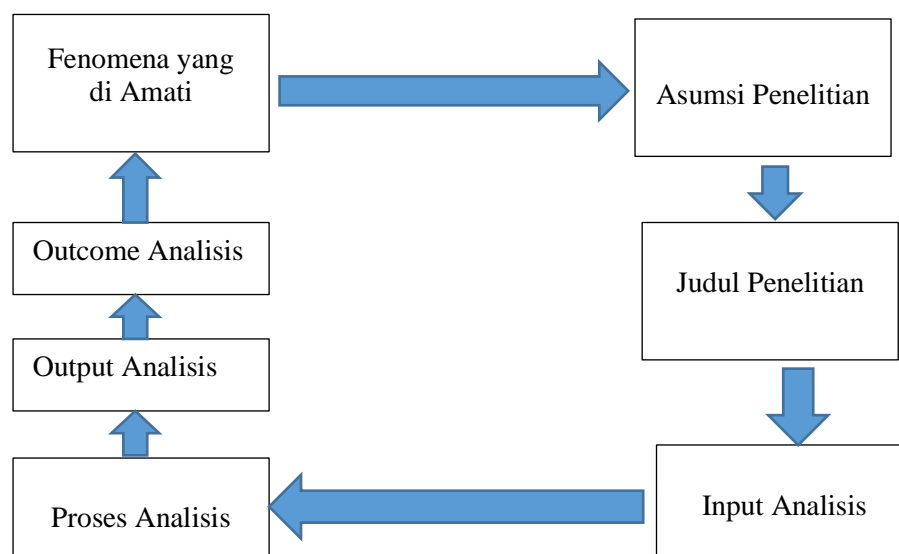 Fenomena yang
di Amati
Asumsi Penelitian
Outcome Analisis
Judul Penelitian
Output Analisis
Proses Analisis
Input Analisis